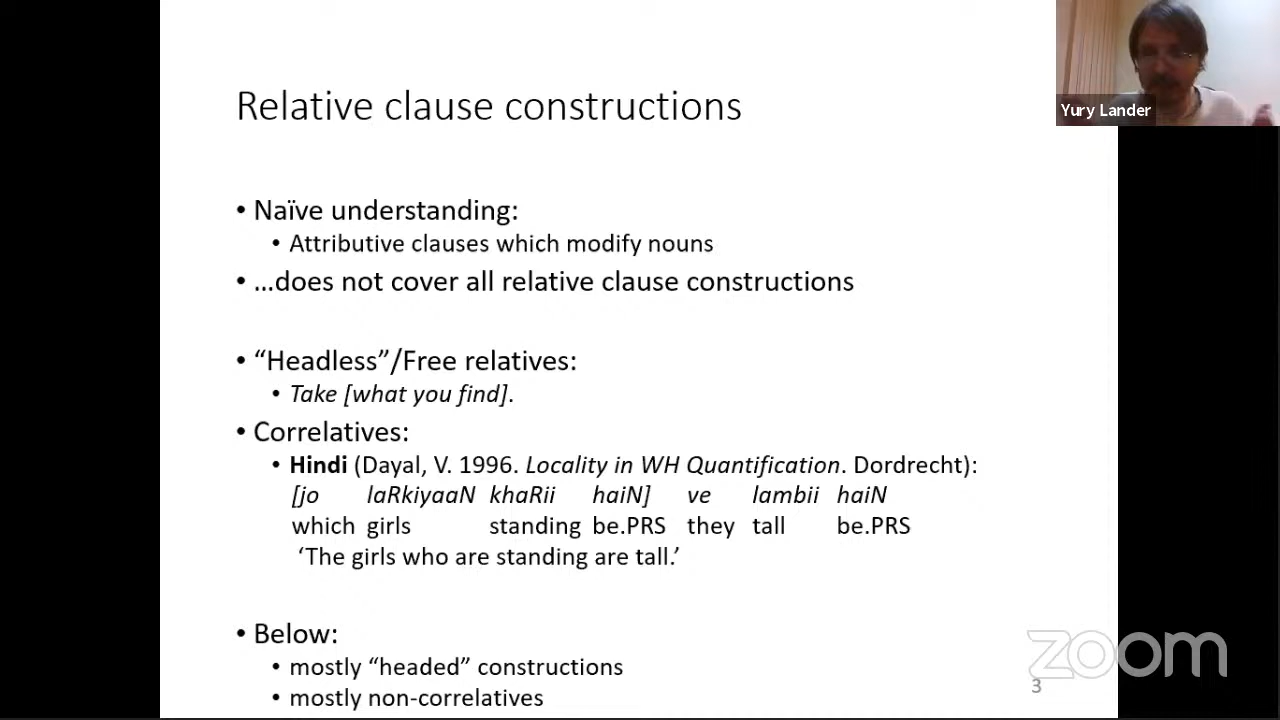 Relative clause constructions
Yury Lander
• Naïve understanding:
• Attributive clauses which modify nouns
• …does not cover all relative clause constructions
• “Headless”/Free relatives:
• Take [what you find].
• Correlatives:
• Hindi (Dayal, V. 1996. Locality in WH Quantification. Dordrecht):
[jo laRkiyaaN khaRii haiN] ve lambii haiN
which girls standing be.PRS they tall be.PRS
‘The girls who are standing are tall.’
• Below:
• mostly “headed” constructions
• mostly non-correlatives
zoom
3